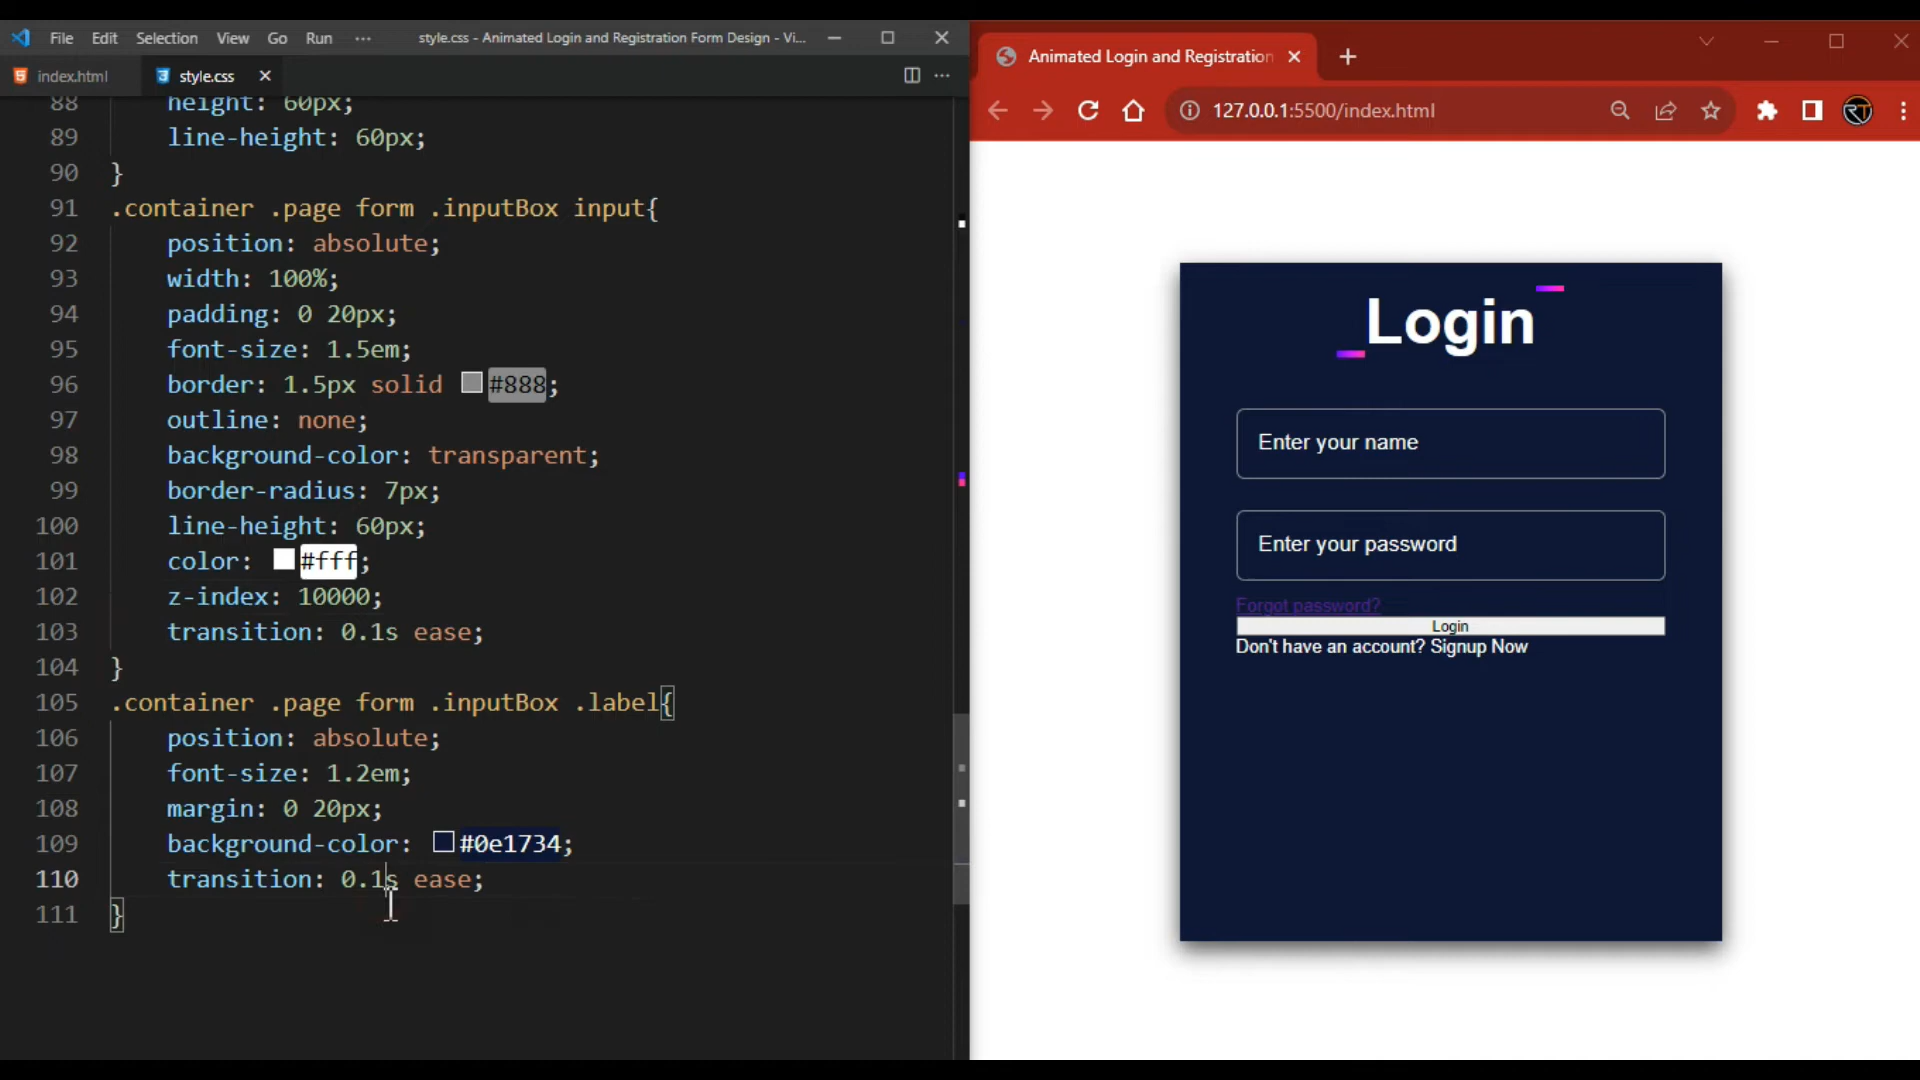 File Edit Selection View Go Run ··· style.css - Animated Login and Registration Form Design - Vi...
index.html style.css
88 height: 60px;
89 line-height: 60px;
90 }
91 .container .page form .inputBox input{
92 position: absolute;
93 width: 100%;
94 padding: 0 20px;
95 font-size: 1.5em;
96 border: 1.5px solid #888;
97 outline: none;
98 background-color: transparent;
99 border-radius: 7px;
100 line-height: 60px;
101 color: #fff;
102 z-index: 10000;
103 transition: 0.1s ease;
104 }
105 .container .page form .inputBox .label{
106 position: absolute;
107 font-size: 1.2em;
108 margin: 0 20px;
109 background-color: #0e1734;
110 transition: 0.1s ease;
111 }
Animated Login and Registration
127.0.0.1:5500/index.html
RT
Login
Enter your name
Enter your password
Forgot password?
Login
Don't have an account? Signup Now